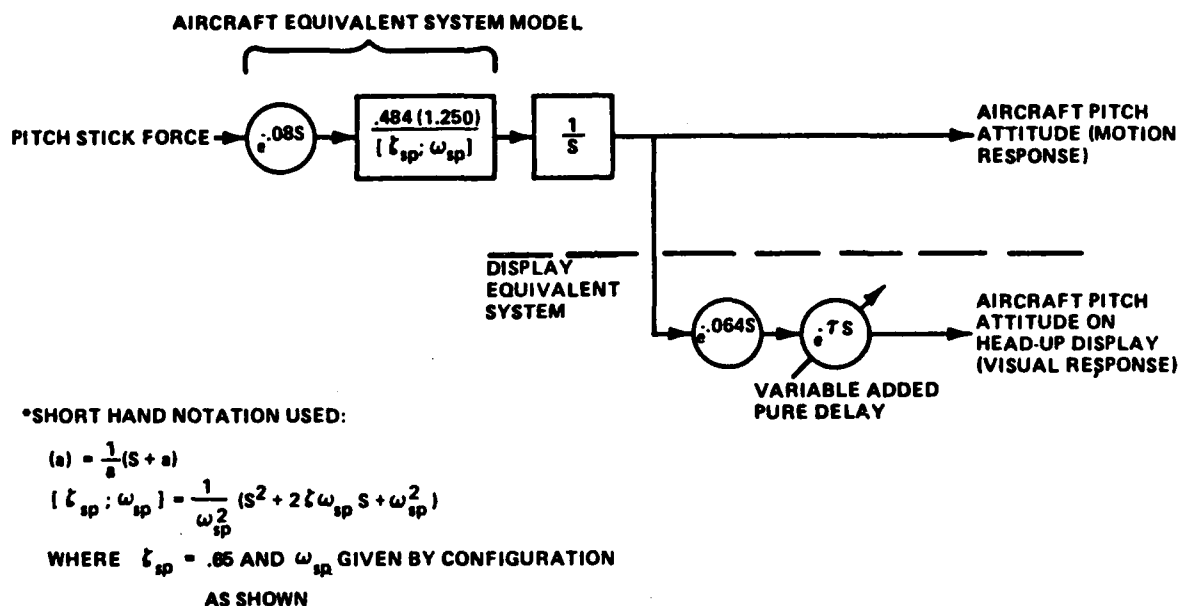 AIRCRAFT EQUIVALENT SYSTEM MODEL
PITCH STICK FORCE
e^-.08S
.484 (1.250)
[ ζsp; ωsp ]
1
S
AIRCRAFT PITCH
ATTITUDE (MOTION
RESPONSE)
DISPLAY
EQUIVALENT
SYSTEM
e^-.064S
e^-τS
AIRCRAFT PITCH
ATTITUDE ON
HEAD-UP DISPLAY
(VISUAL RESPONSE)
VARIABLE ADDED
PURE DELAY
*SHORT HAND NOTATION USED:
(a) = 1/a (S + a)
[ ζsp ; ωsp ] = 1/ωsp² (S² + 2ζωsp S + ωsp²)
WHERE ζsp = .65 AND ωsp GIVEN BY CONFIGURATION
AS SHOWN